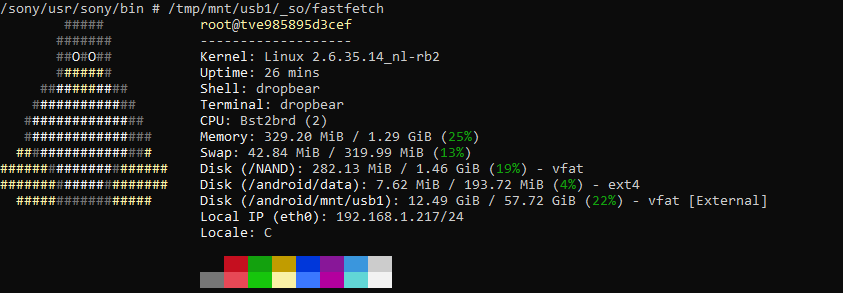 /sony/usr/sony/bin # /tmp/mnt/usb1/_so/fastfetch
#####             root@tve985895d3cef
#######            -------------------
##O#O##            Kernel: Linux 2.6.35.14_nl-rb2
#######            Uptime: 26 mins
###########          Shell: dropbear
#############         Terminal: dropbear
###############        CPU: Bst2brd (2)
################       Memory: 329.20 MiB / 1.29 GiB (25%)
#################       Swap: 42.84 MiB / 319.99 MiB (13%)
#####################     Disk (/NAND): 282.13 MiB / 1.46 GiB (19%) - vfat
#####################     Disk (/android/data): 7.62 MiB / 193.72 MiB (4%) - ext4
#################       Disk (/android/mnt/usb1): 12.49 GiB / 57.72 GiB (22%) - vfat [External]
Local IP (eth0): 192.168.1.217/24
Locale: C